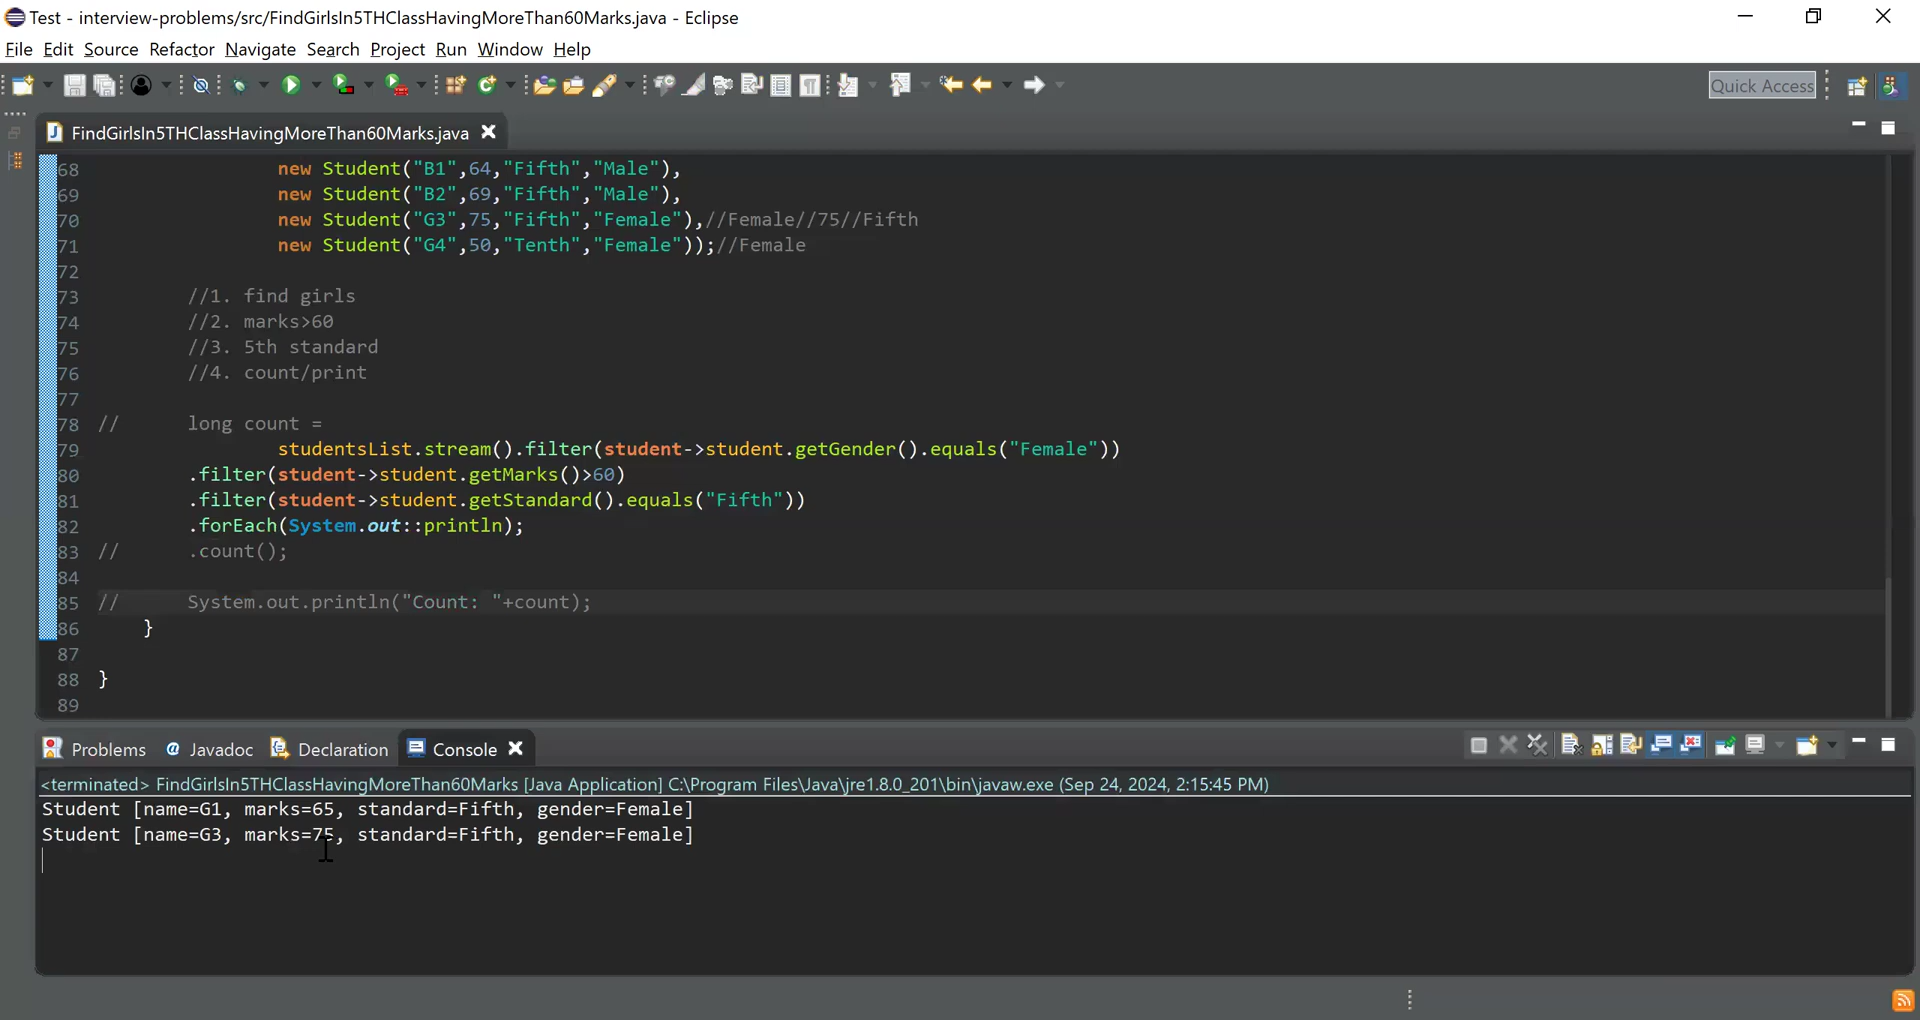 Test - interview-problems/src/FindGirlsIn5THClassHavingMoreThan60Marks.java - Eclipse
File Edit Source Refactor Navigate Search Project Run Window Help
Quick Access
FindGirlsIn5THClassHavingMoreThan60Marks.java
68 new Student("B1",64,"Fifth","Male"),
69 new Student("B2",69,"Fifth","Male"),
70 new Student("G3",75,"Fifth","Female"),//Female//75//Fifth
71 new Student("G4",50,"Tenth","Female"));//Female
72
73 //1. find girls
74 //2. marks>60
75 //3. 5th standard
76 //4. count/print
77
78 // long count =
79 studentsList.stream().filter(student->student.getGender().equals("Female"))
80 .filter(student->student.getMarks()>60)
81 .filter(student->student.getStandard().equals("Fifth"))
82 .forEach(System.out::println);
83 // .count();
84
85 // System.out.println("Count: "+count);
86 }
87
88 }
89
Problems Javadoc Declaration Console
<terminated> FindGirlsIn5THClassHavingMoreThan60Marks [Java Application] C:\Program Files\Java\jre1.8.0_201\bin\javaw.exe (Sep 24, 2024, 2:15:45 PM)
Student [name=G1, marks=65, standard=Fifth, gender=Female]
Student [name=G3, marks=75, standard=Fifth, gender=Female]